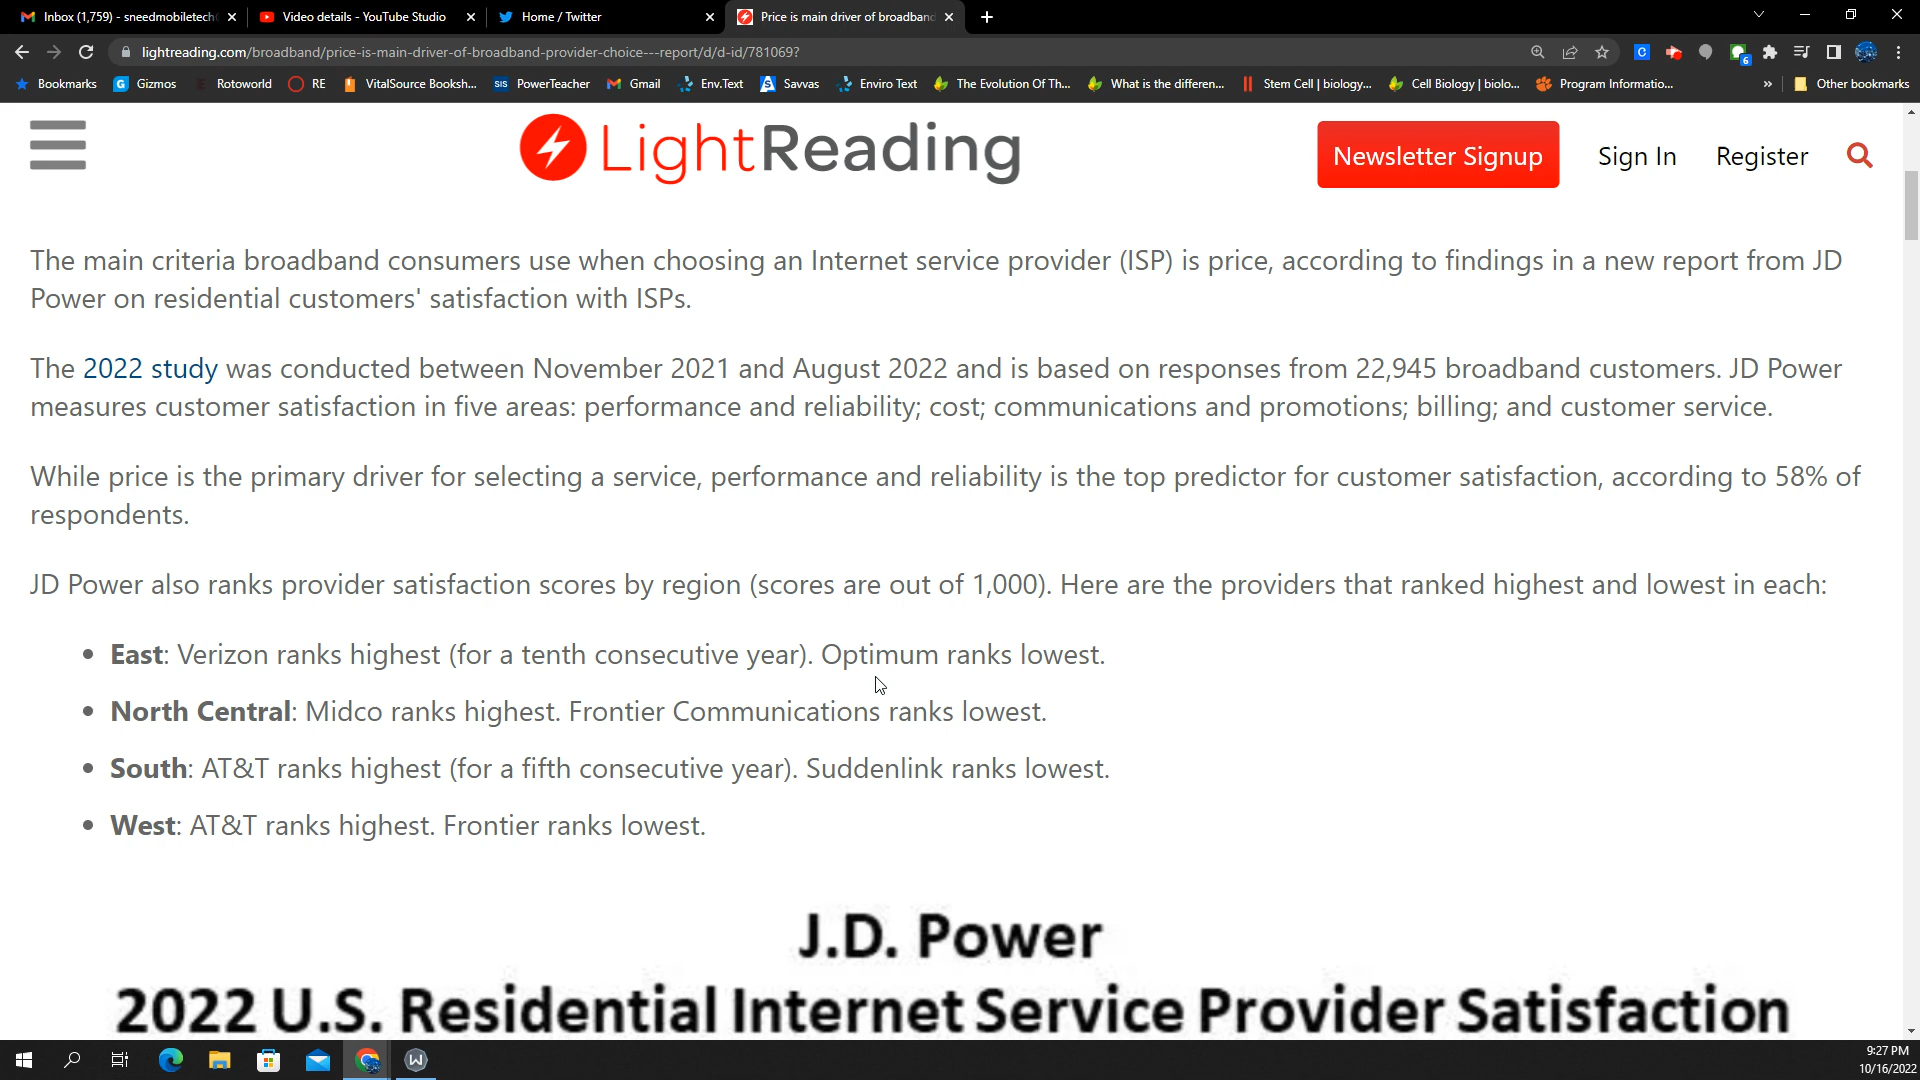 Inbox (1,759) - sneedmobiletech
Video details - YouTube Studio
Home / Twitter
Price is main driver of broadband
lightreading.com/broadband/price-is-main-driver-of-broadband-provider-choice---report/d/d-id/781069?
6
Bookmarks
Gizmos
Rotoworld
RE
VitalSource Booksh...
SIS PowerTeacher
Gmail
Env.Text
Savvas
Enviro Text
The Evolution Of Th...
What is the differen...
Stem Cell | biology...
Cell Biology | biolo...
Program Informatio...
»
Other bookmarks
LightReading
Newsletter Signup
Sign In
Register
The main criteria broadband consumers use when choosing an Internet service provider (ISP) is price, according to findings in a new report from JD
Power on residential customers' satisfaction with ISPs.
The 2022 study was conducted between November 2021 and August 2022 and is based on responses from 22,945 broadband customers. JD Power
measures customer satisfaction in five areas: performance and reliability; cost; communications and promotions; billing; and customer service.
While price is the primary driver for selecting a service, performance and reliability is the top predictor for customer satisfaction, according to 58% of
respondents.
JD Power also ranks provider satisfaction scores by region (scores are out of 1,000). Here are the providers that ranked highest and lowest in each:
• East: Verizon ranks highest (for a tenth consecutive year). Optimum ranks lowest.
• North Central: Midco ranks highest. Frontier Communications ranks lowest.
• South: AT&T ranks highest (for a fifth consecutive year). Suddenlink ranks lowest.
• West: AT&T ranks highest. Frontier ranks lowest.
J.D. Power
2022 U.S. Residential Internet Service Provider Satisfaction
9:27 PM
10/16/2022